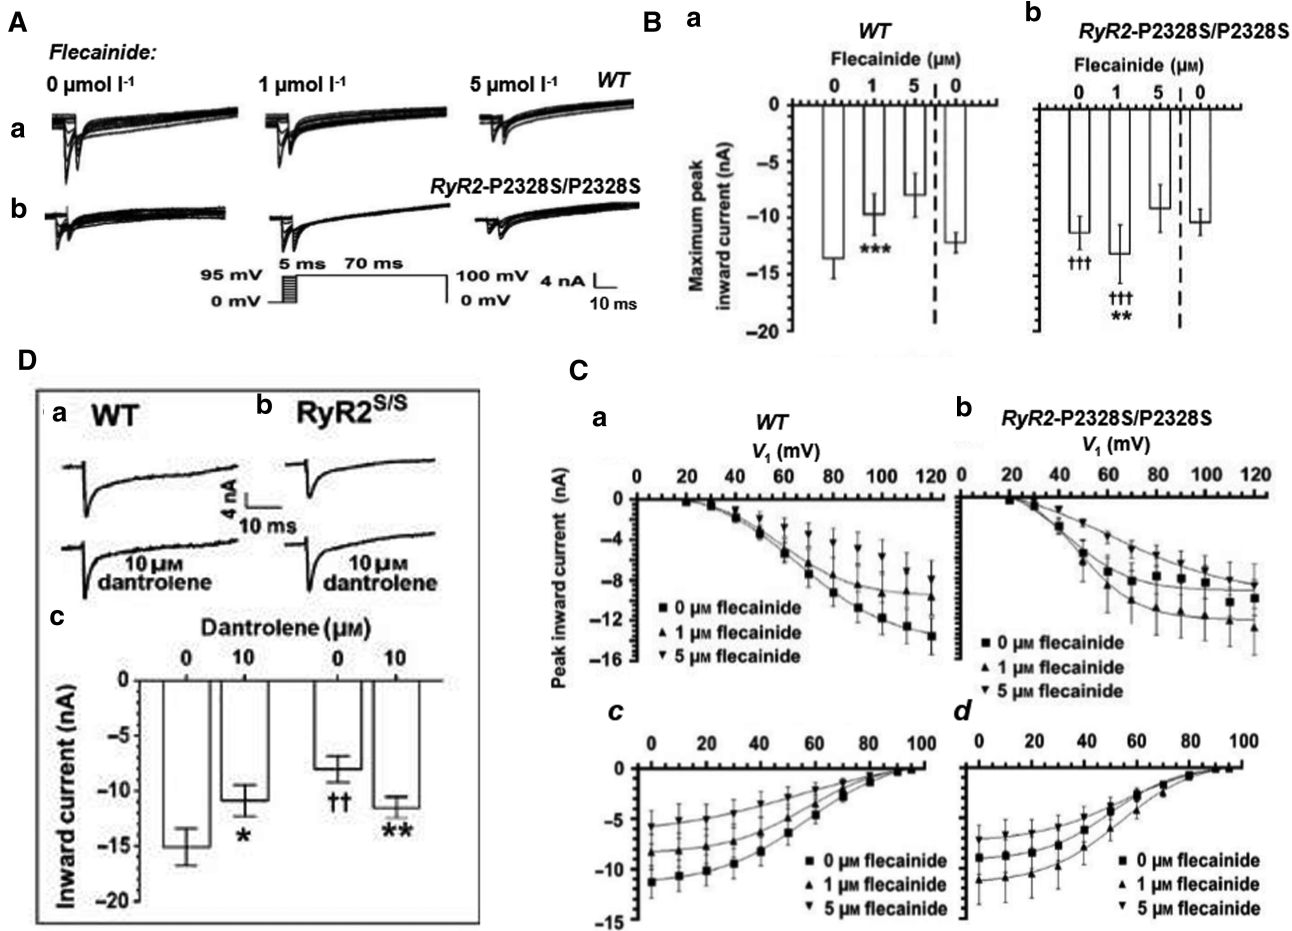 A
Flecainide:
0 µmol l-1
1 µmol l-1
5 µmol l-1
WT
a
RyR2-P2328S/P2328S
b
95 mV
5 ms
70 ms
100 mV
0 mV
0 mV
4 nA
10 ms
B
a
WT
Flecainide (µM)
0 1 5 0
0
–5
–10
–15
–20
Maximum peak
inward current (nA)
***
b
RyR2-P2328S/P2328S
Flecainide (µM)
0 1 5 0
†††
†††
**
D
a
WT
b
RyR2S/S
4 nA
10 ms
10 µM
dantrolene
10 µM
dantrolene
c
Dantrolene (µM)
0 10 0 10
0
–5
–10
–15
–20
Inward current (nA)
*
††
**
C
a
WT
V1 (mV)
0 20 40 60 80 100 120
0
–4
–8
–12
–16
Peak inward current (nA)
0 µM flecainide
1 µM flecainide
5 µM flecainide
b
RyR2-P2328S/P2328S
V1 (mV)
0 20 40 60 80 100 120
0 µM flecainide
1 µM flecainide
5 µM flecainide
c
0 20 40 60 80 100
0
–5
–10
–15
0 µM flecainide
1 µM flecainide
5 µM flecainide
d
0 20 40 60 80 100
0 µM flecainide
1 µM flecainide
5 µM flecainide